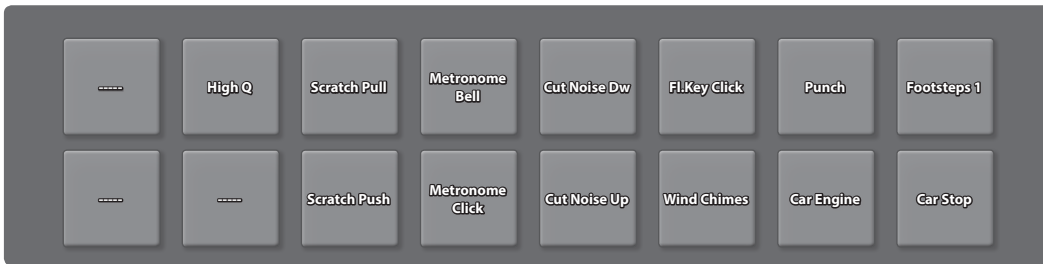 -----
High Q
Scratch Pull
Metronome
Bell
Cut Noise Dw
Fl.Key Click
Punch
Footsteps 1
-----
-----
Scratch Push
Metronome
Click
Cut Noise Up
Wind Chimes
Car Engine
Car Stop